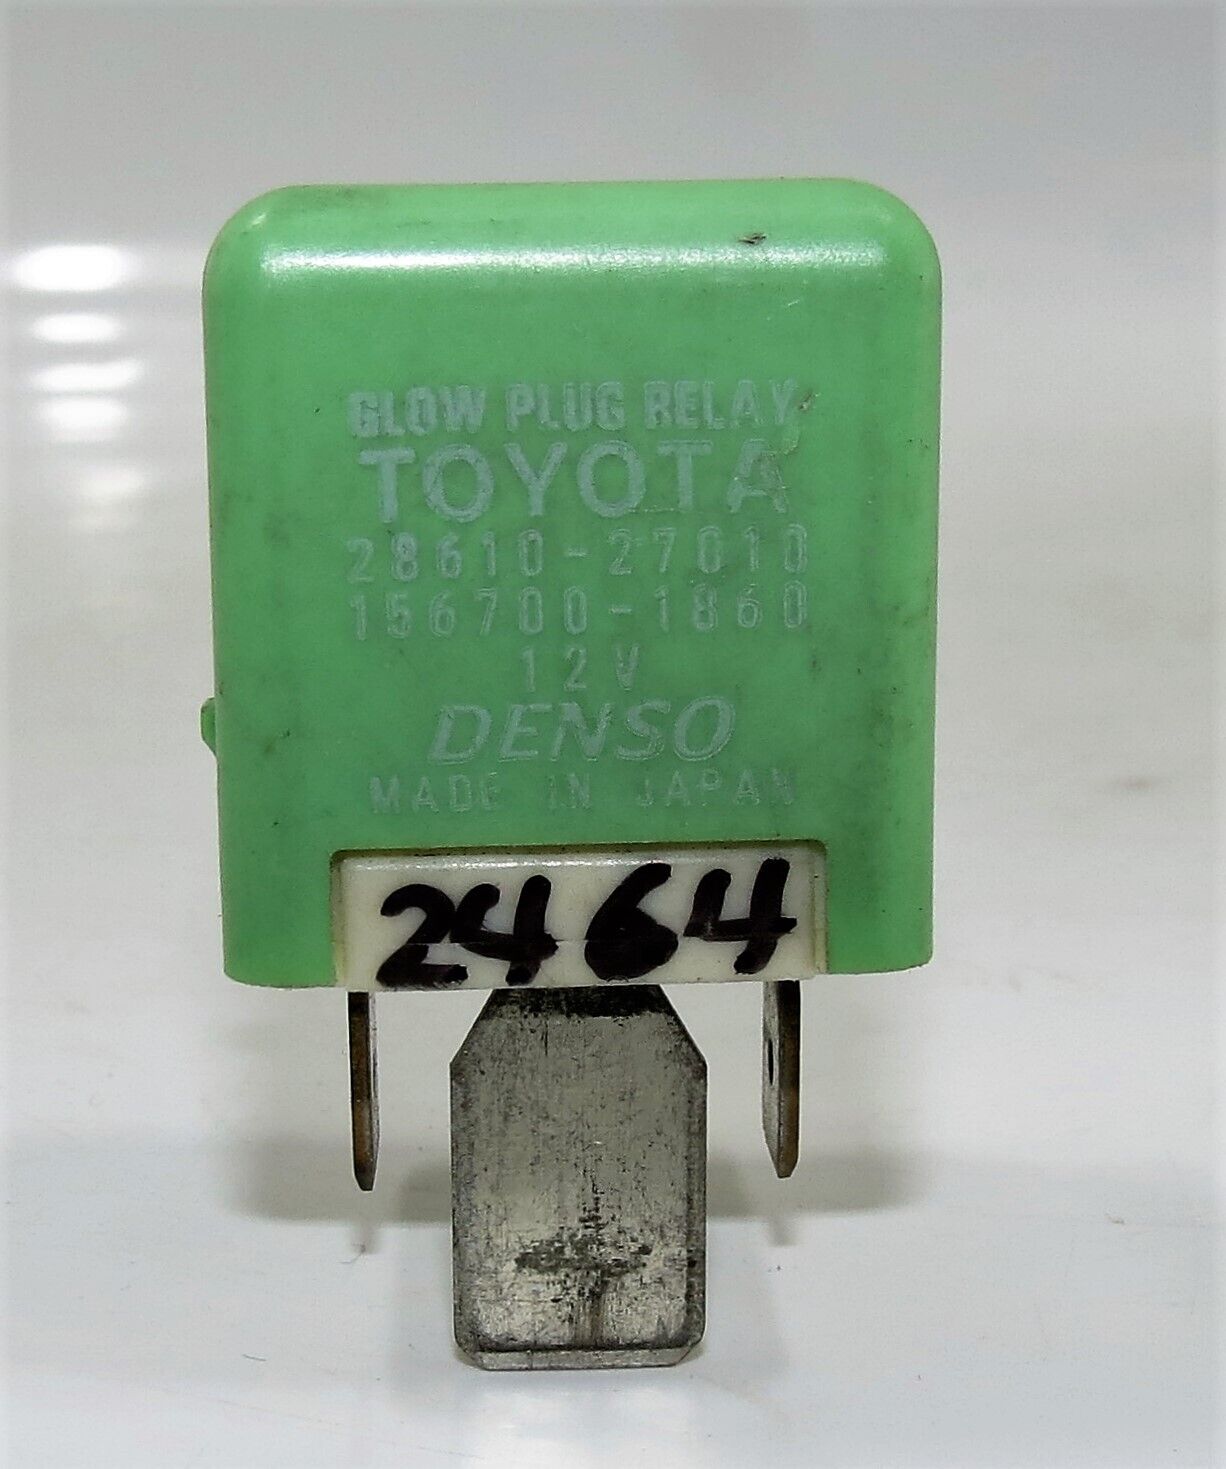 GLOW PLUG RELAY
TOYOTA
28610-27010
156700-1860
12V
DENSO
MADE IN JAPAN
2464